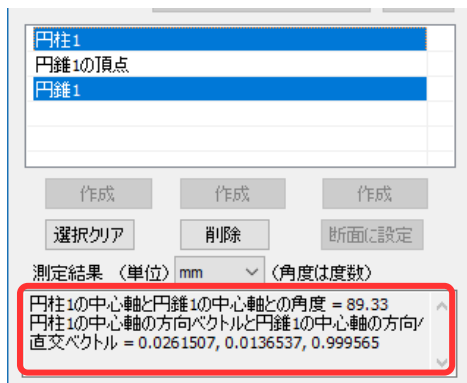 円柱1
円錐1の頂点
円錐1
作成 作成 作成
選択クリア 削除 断面に設定
測定結果 (単位) mm (角度は度数)
円柱1の中心軸と円錐1の中心軸との角度 = 89.33
円柱1の中心軸の方向ベクトルと円錐1の中心軸の方向
直交ベクトル = 0.0261507, 0.0136537, 0.999565